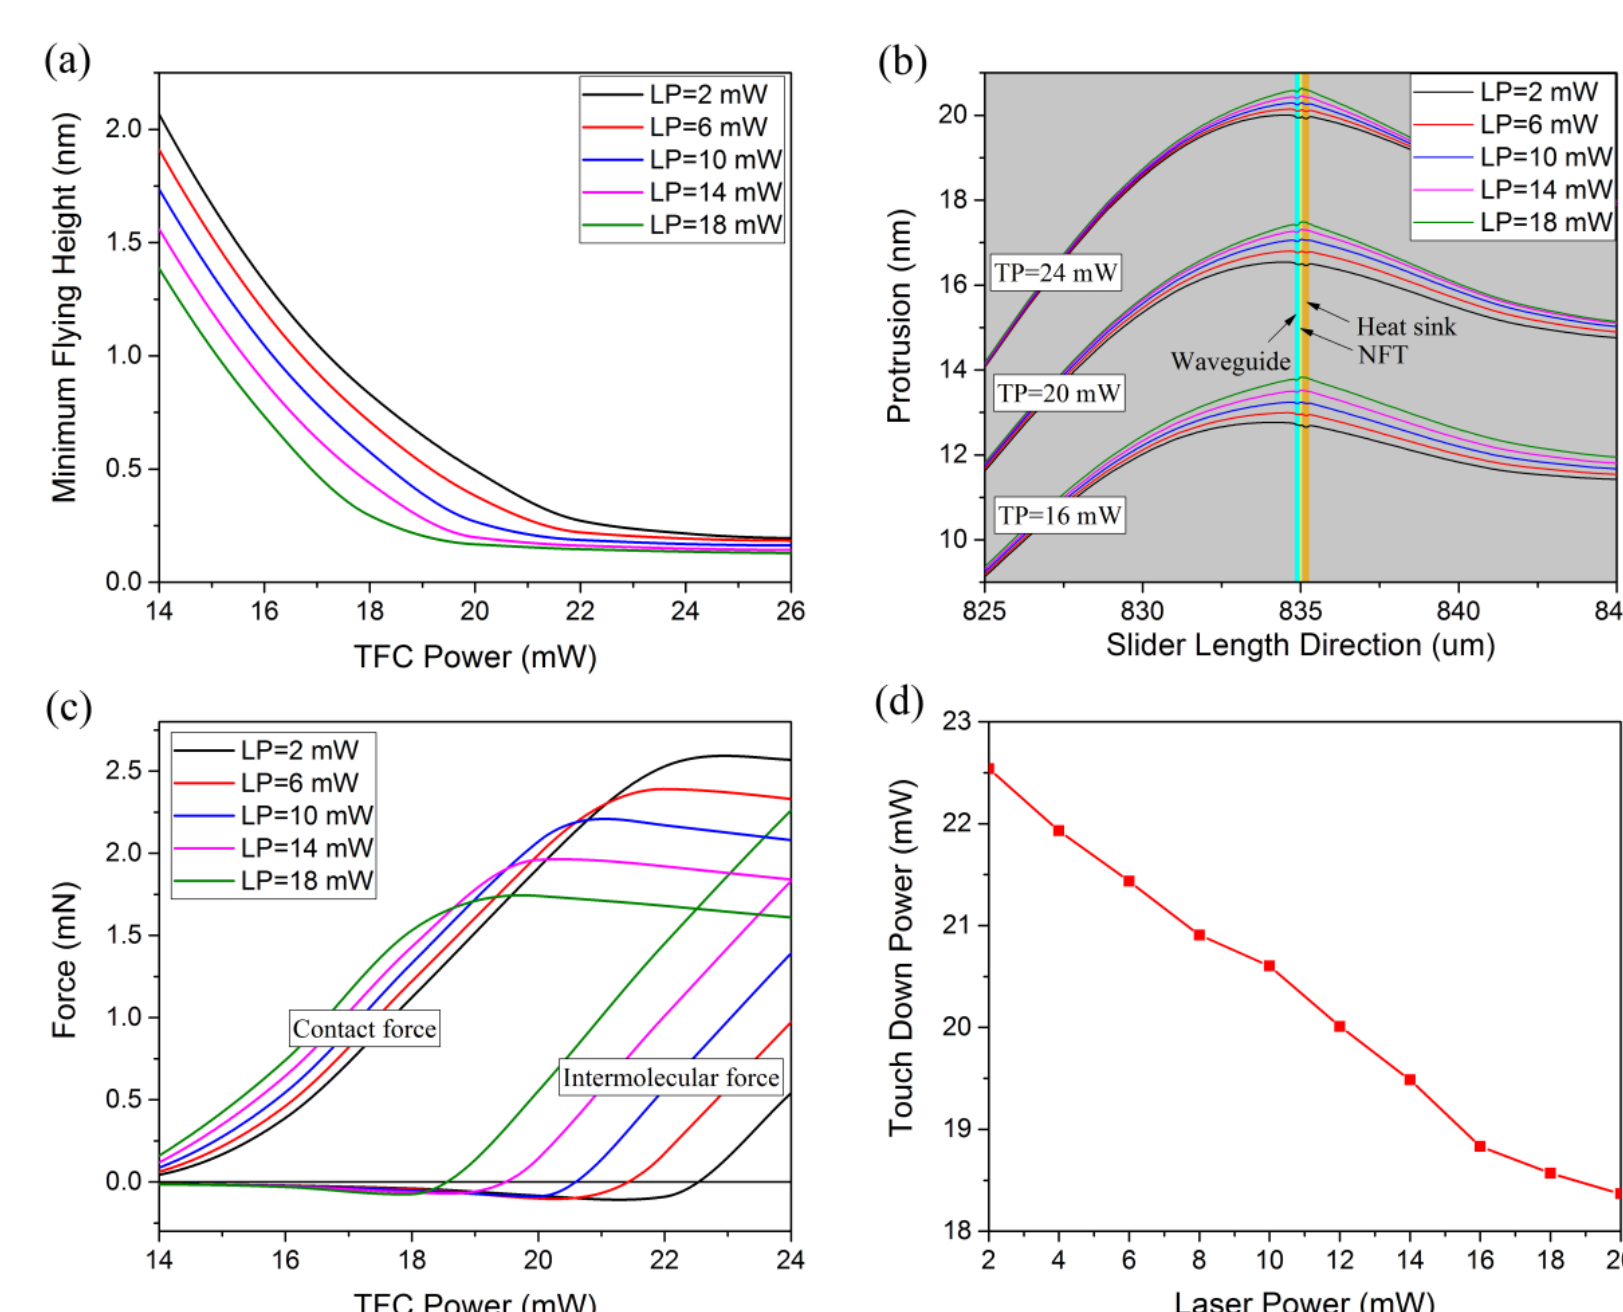 (a)
Minimum Flying Height (nm)
2.0
1.5
1.0
0.5
0.0
LP=2 mW
LP=6 mW
LP=10 mW
LP=14 mW
LP=18 mW
14 16 18 20 22 24 26
TFC Power (mW)
(b)
Protrusion (nm)
20
18
16
14
12
10
LP=2 mW
LP=6 mW
LP=10 mW
LP=14 mW
LP=18 mW
TP=24 mW
Heat sink
NFT
Waveguide
TP=20 mW
TP=16 mW
825 830 835 840 84
Slider Length Direction (um)
(c)
Force (mN)
2.5
2.0
1.5
1.0
0.5
0.0
LP=2 mW
LP=6 mW
LP=10 mW
LP=14 mW
LP=18 mW
Contact force
Intermolecular force
14 16 18 20 22 24
TFC Power (mW)
(d)
Touch Down Power (mW)
23
22
21
20
19
18
2 4 6 8 10 12 14 16 18 20
Laser Power (mW)